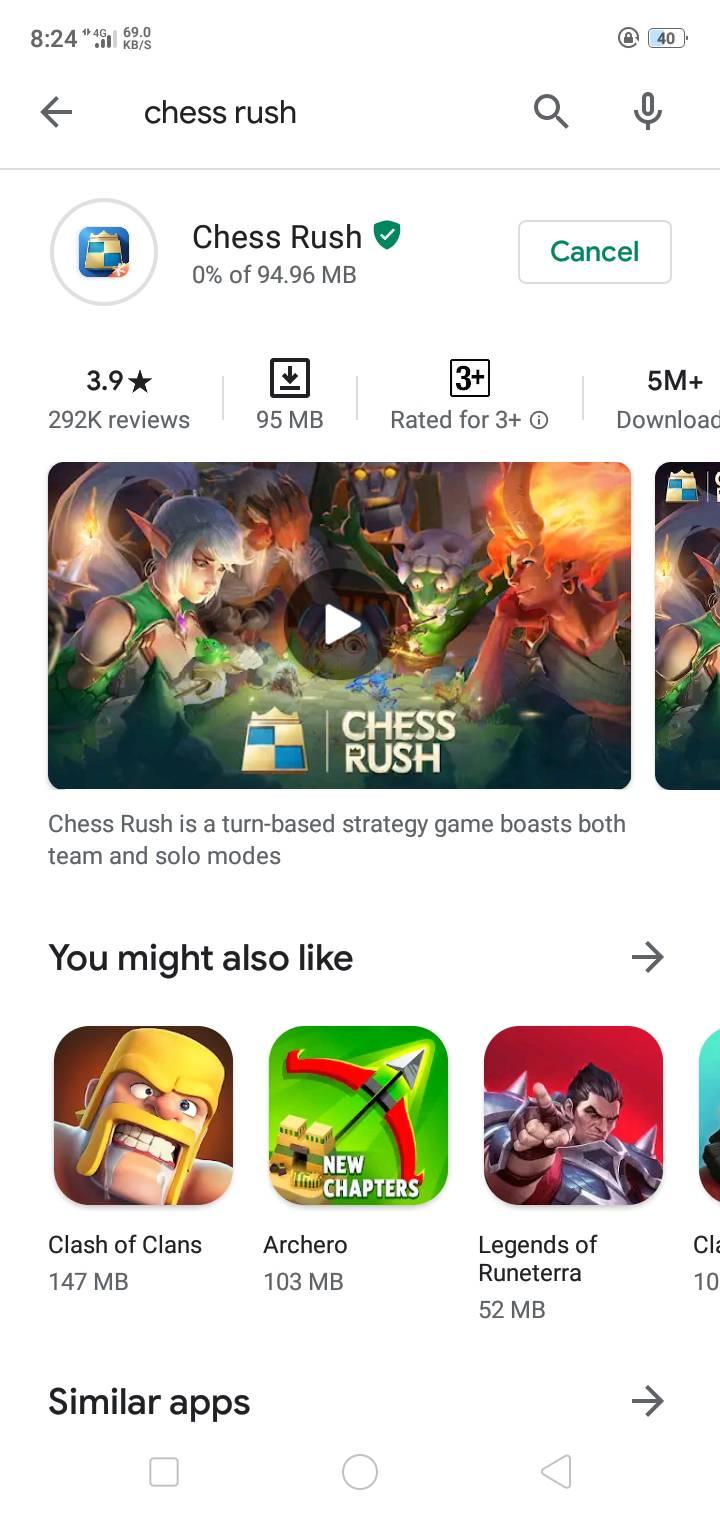 8:24 4G 69.0 KB/S 40
chess rush
Chess Rush
0% of 94.96 MB
Cancel
3.9★
292K reviews
95 MB
3+
Rated for 3+
5M+
Download
CHESS
RUSH
Chess Rush is a turn-based strategy game boasts both
team and solo modes
You might also like
NEW
CHAPTERS
Clash of Clans
147 MB
Archero
103 MB
Legends of
Runeterra
52 MB
Cla
10
Similar apps